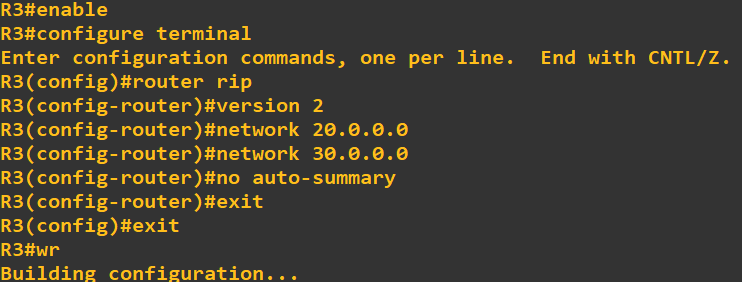 R3#enable
R3#configure terminal
Enter configuration commands, one per line.  End with CNTL/Z.
R3(config)#router rip
R3(config-router)#version 2
R3(config-router)#network 20.0.0.0
R3(config-router)#network 30.0.0.0
R3(config-router)#no auto-summary
R3(config-router)#exit
R3(config)#exit
R3#wr
Building configuration...